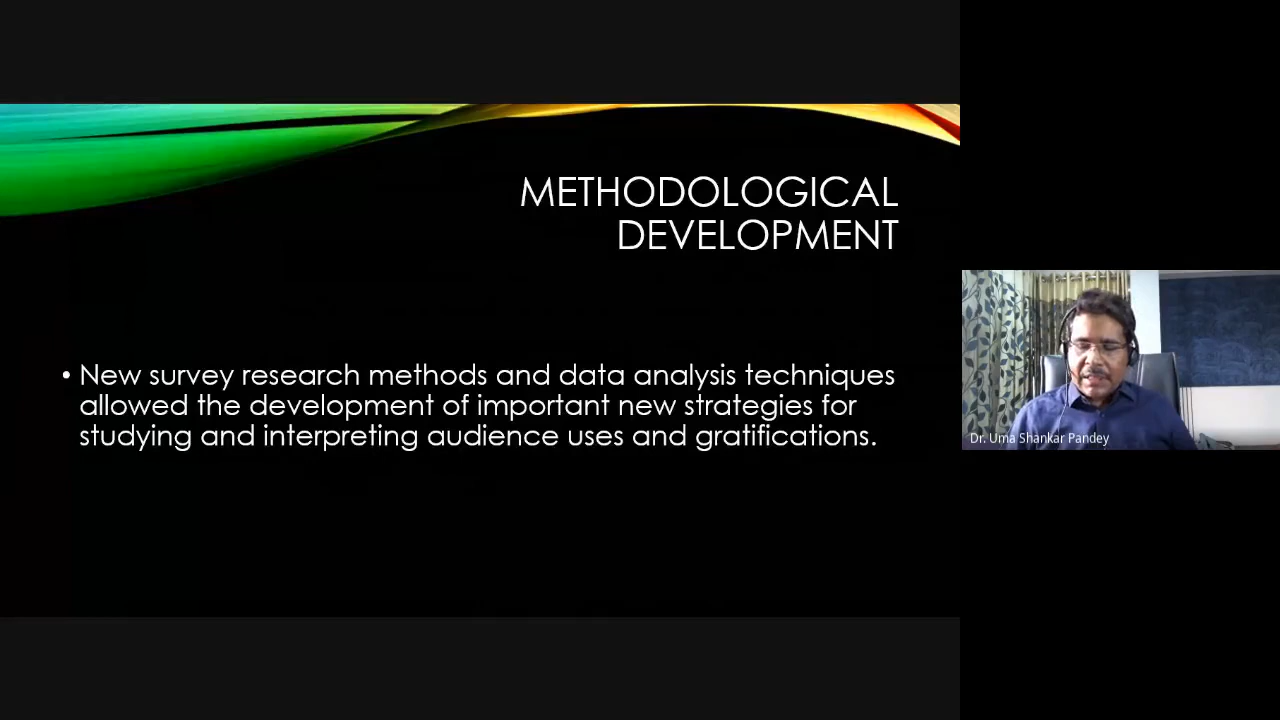 METHODOLOGICAL
DEVELOPMENT
• New survey research methods and data analysis techniques
allowed the development of important new strategies for
studying and interpreting audience uses and gratifications.
Dr. Uma Shankar Pandey